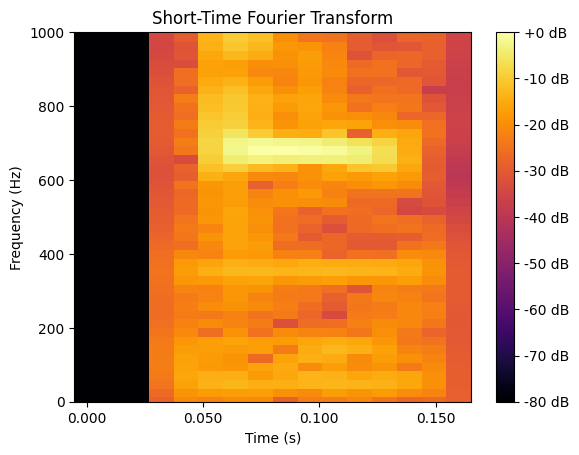 Short-Time Fourier Transform
1000
800
600
400
200
0
Frequency (Hz)
0.000
0.050
0.100
0.150
Time (s)
+0 dB
-10 dB
-20 dB
-30 dB
-40 dB
-50 dB
-60 dB
-70 dB
-80 dB